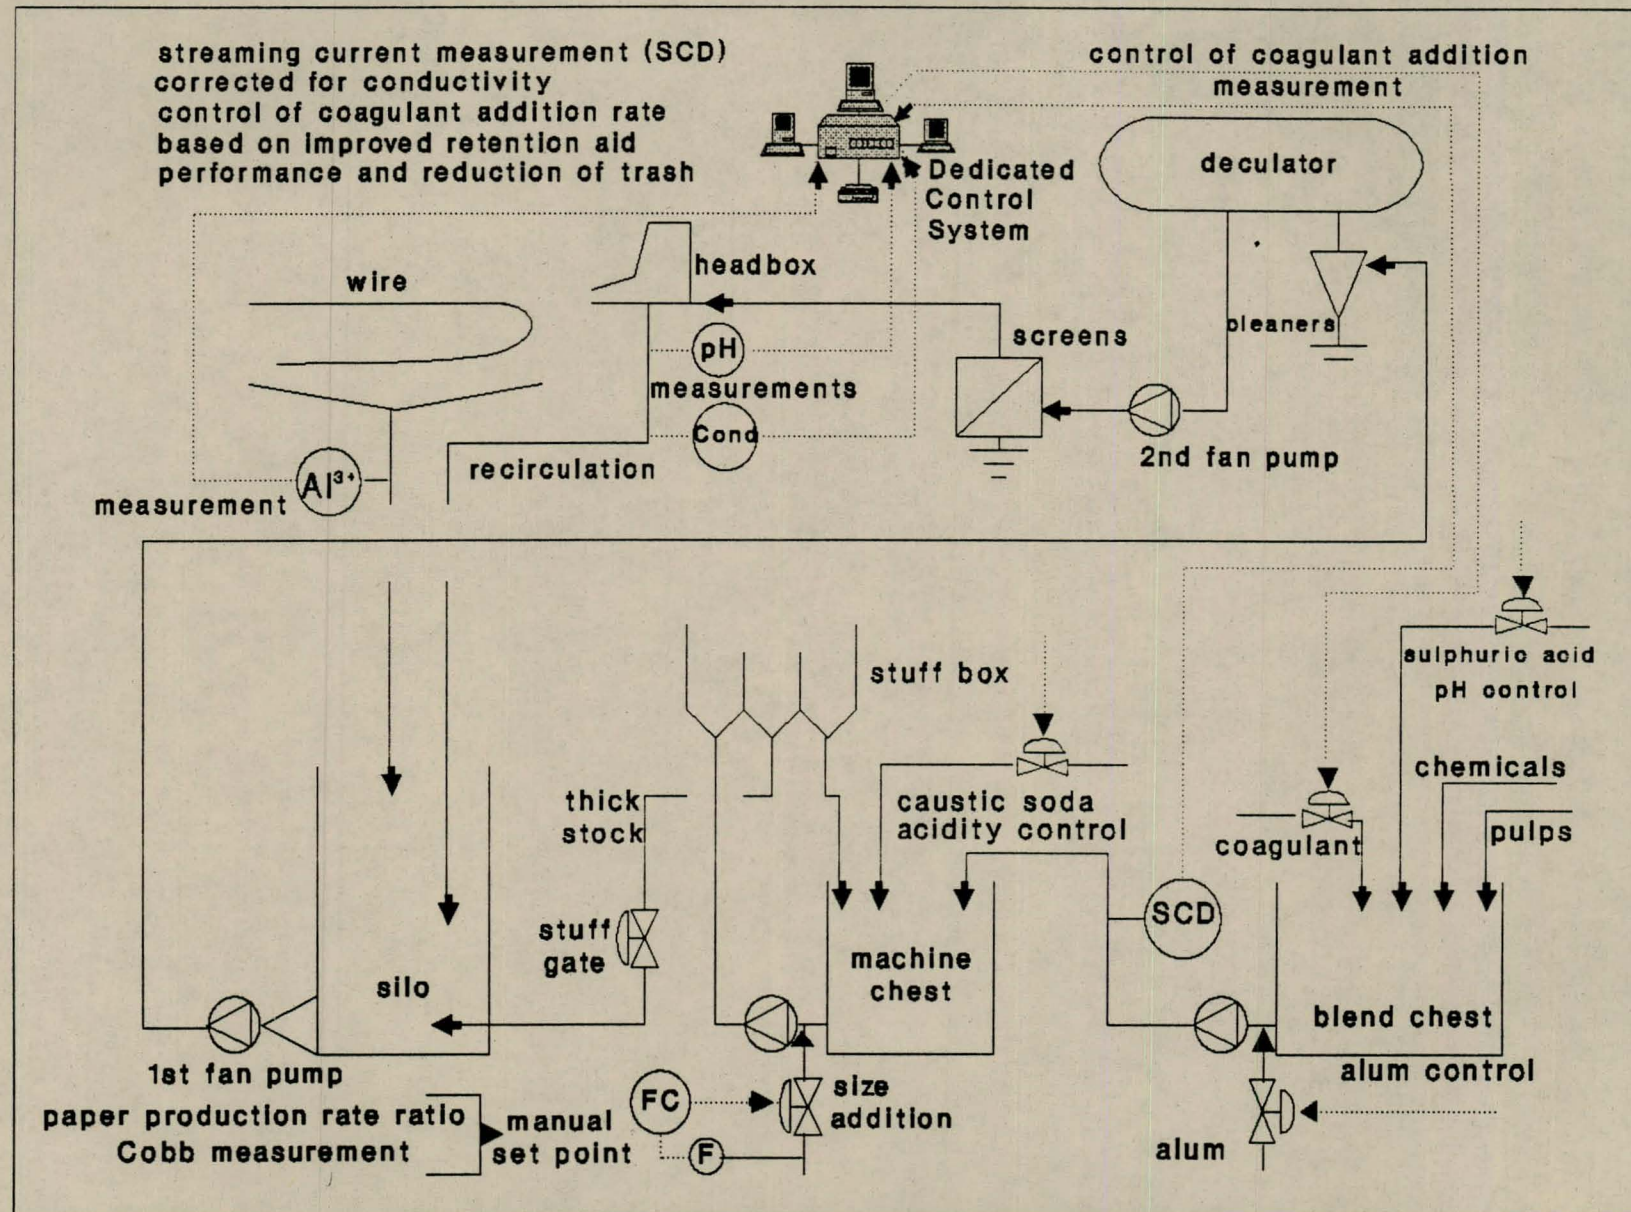 streaming current measurement (SCD)
corrected for conductivity
control of coagulant addition rate
based on improved retention aid
performance and reduction of trash
control of coagulant addition
measurement
deculator
Dedicated
Control
System
headbox
wire
cleaners
screens
pH
measurements
Cond
2nd fan pump
recirculation
Al³⁺
measurement
sulphuric acid
pH control
stuff box
chemicals
thick
stock
caustic soda
acidity control
pulps
coagulant
SCD
stuff
gate
machine
chest
silo
blend chest
1st fan pump
alum control
size
addition
FC
paper production rate ratio
Cobb measurement
manual
set point
F
alum